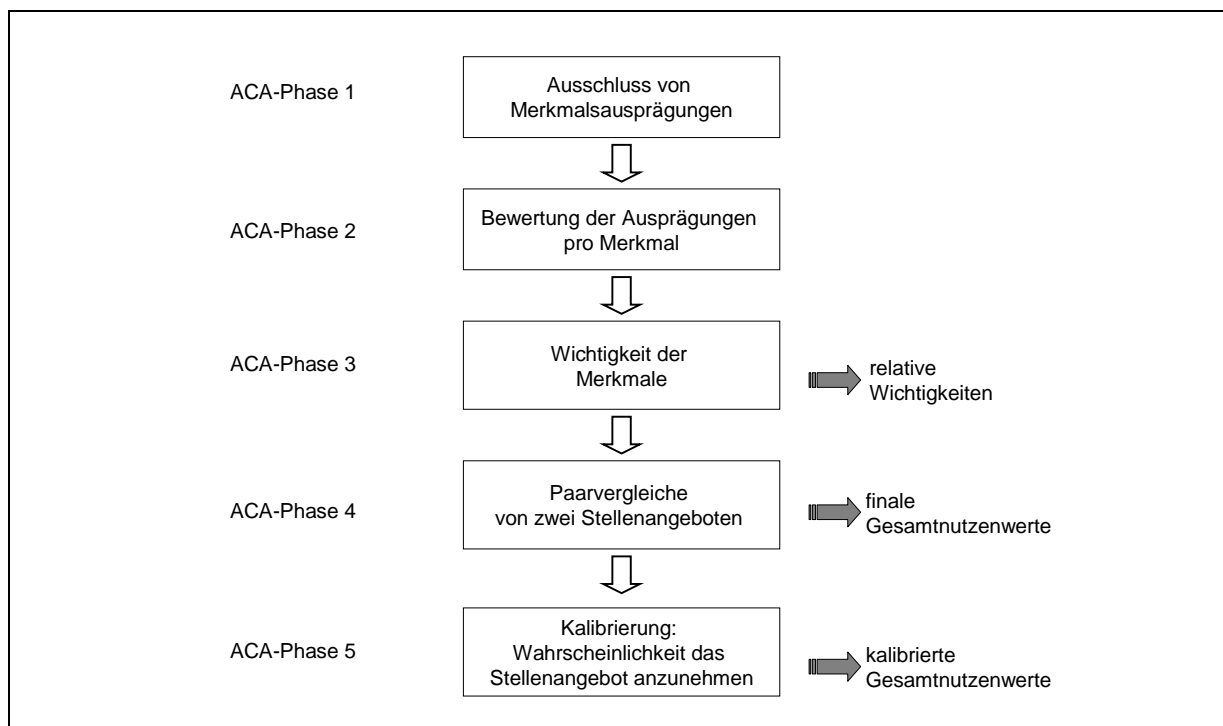 ACA-Phase 1
Ausschluss von
Merkmalsausprägungen
ACA-Phase 2
Bewertung der Ausprägungen
pro Merkmal
ACA-Phase 3
Wichtigkeit der
Merkmale
relative
Wichtigkeiten
ACA-Phase 4
Paarvergleiche
von zwei Stellenangeboten
finale
Gesamtnutzenwerte
ACA-Phase 5
Kalibrierung:
Wahrscheinlichkeit das
Stellenangebot anzunehmen
kalibrierte
Gesamtnutzenwerte